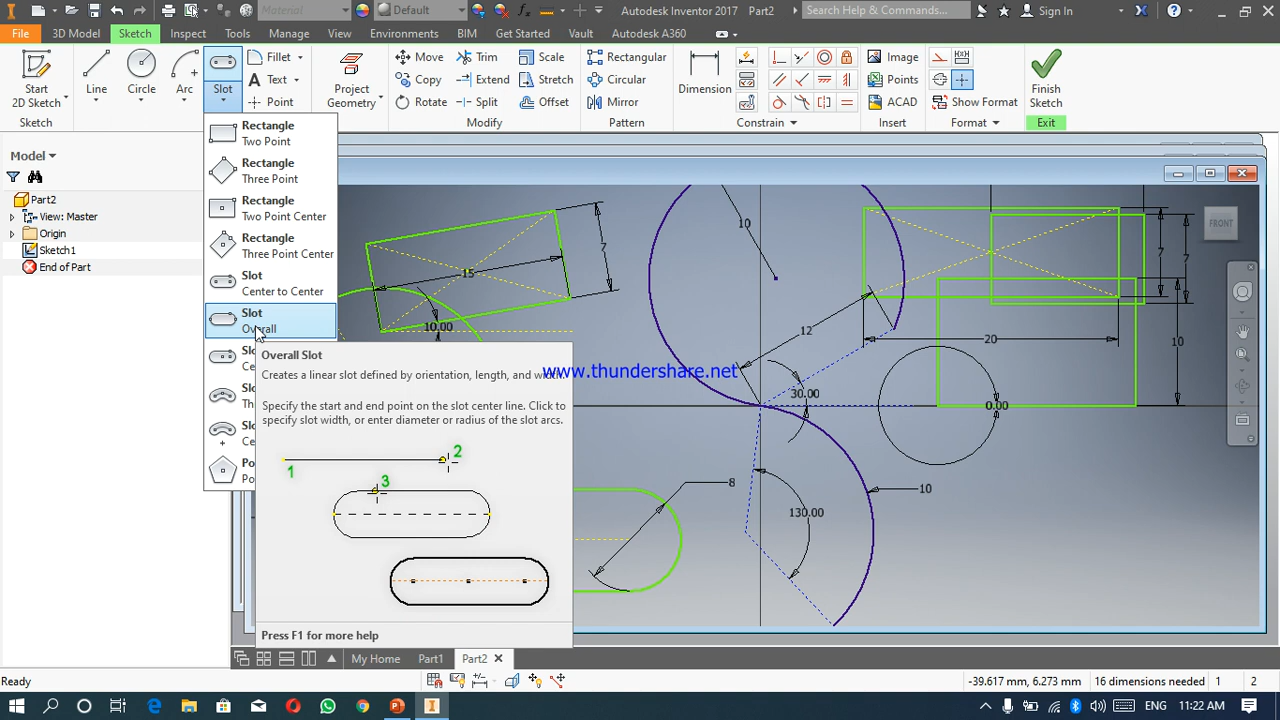 Material
Default
Autodesk Inventor 2017 Part2
Search Help & Commands...
Sign In
File
3D Model
Sketch
Inspect
Tools
Manage
View
Environments
BIM
Get Started
Vault
Autodesk A360
Start
2D Sketch
Line
Circle
Arc
Slot
Fillet
Text
Point
Project
Geometry
Move
Copy
Rotate
Trim
Extend
Split
Scale
Stretch
Offset
Rectangular
Circular
Mirror
Dimension
Image
Points
ACAD
Show Format
Finish
Sketch
Sketch
Modify
Pattern
Constrain
Insert
Format
Exit
Model
Part2
View: Master
Origin
Sketch1
End of Part
Rectangle
Two Point
Rectangle
Three Point
Rectangle
Two Point Center
Rectangle
Three Point Center
Slot
Center to Center
Slot
Overall
Overall Slot
Creates a linear slot defined by orientation, length, and width.
Specify the start and end point on the slot center line. Click to
specify slot width, or enter diameter or radius of the slot arcs.
1
2
3
Press F1 for more help
www.thundershare.net
FRONT
10
7
15
10.00
12
30.00
20
7
7
10
0.00
8
10
130.00
My Home
Part1
Part2
Ready
-39.617 mm, 6.273 mm
16 dimensions needed
1
2
ENG
11:22 AM